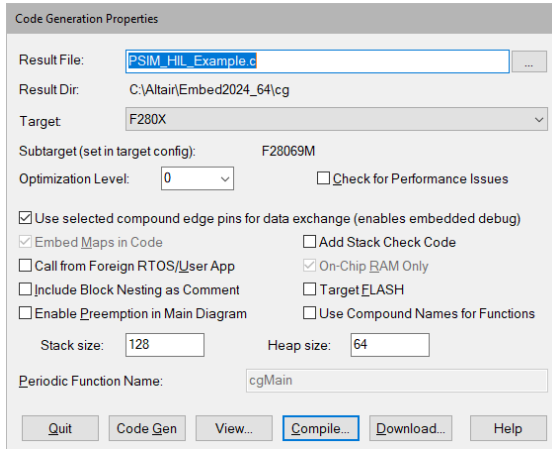 Code Generation Properties
Result File: PSIM_HIL_Example.c ...
Result Dir: C:\Altair\Embed2024_64\cg
Target: F280X
Subtarget (set in target config): F28069M
Optimization Level: 0 Check for Performance Issues
Use selected compound edge pins for data exchange (enables embedded debug)
Embed Maps in Code Add Stack Check Code
Call from Foreign RTOS/User App On-Chip RAM Only
Include Block Nesting as Comment Target FLASH
Enable Preemption in Main Diagram Use Compound Names for Functions
Stack size: 128 Heap size: 64
Periodic Function Name: cgMain
Quit Code Gen View... Compile... Download... Help